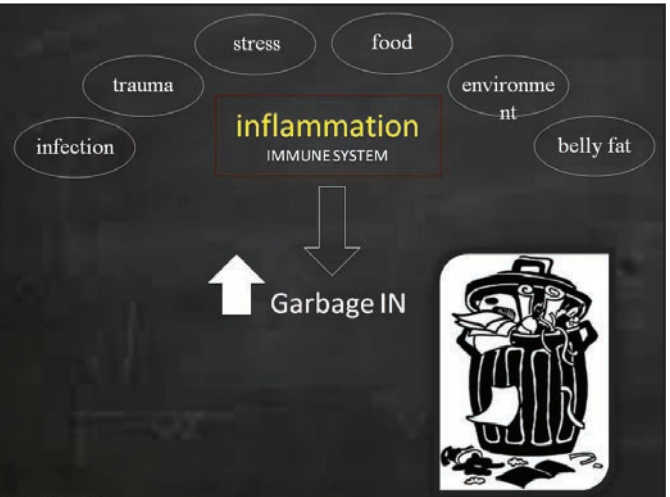 stress
food
trauma
environme
nt
infection
inflammation
IMMUNE SYSTEM
belly fat
Garbage IN